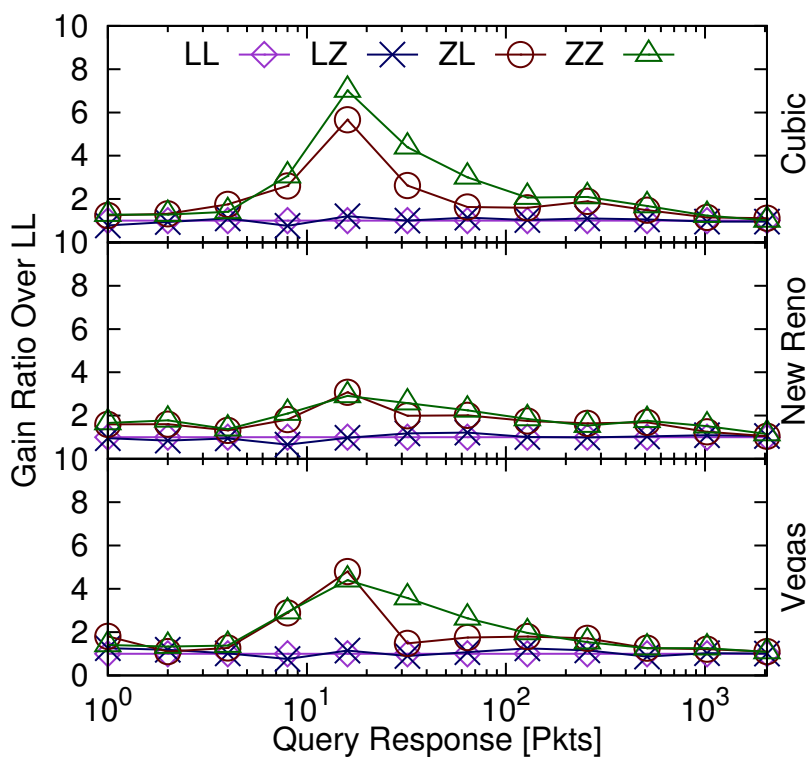 LL LZ ZL ZZ
10
8
6
4
2
Cubic
10
8
6
4
2
New Reno
10
8
6
4
2
0
Vegas
Gain Ratio Over LL
10^0 10^1 10^2 10^3
Query Response [Pkts]